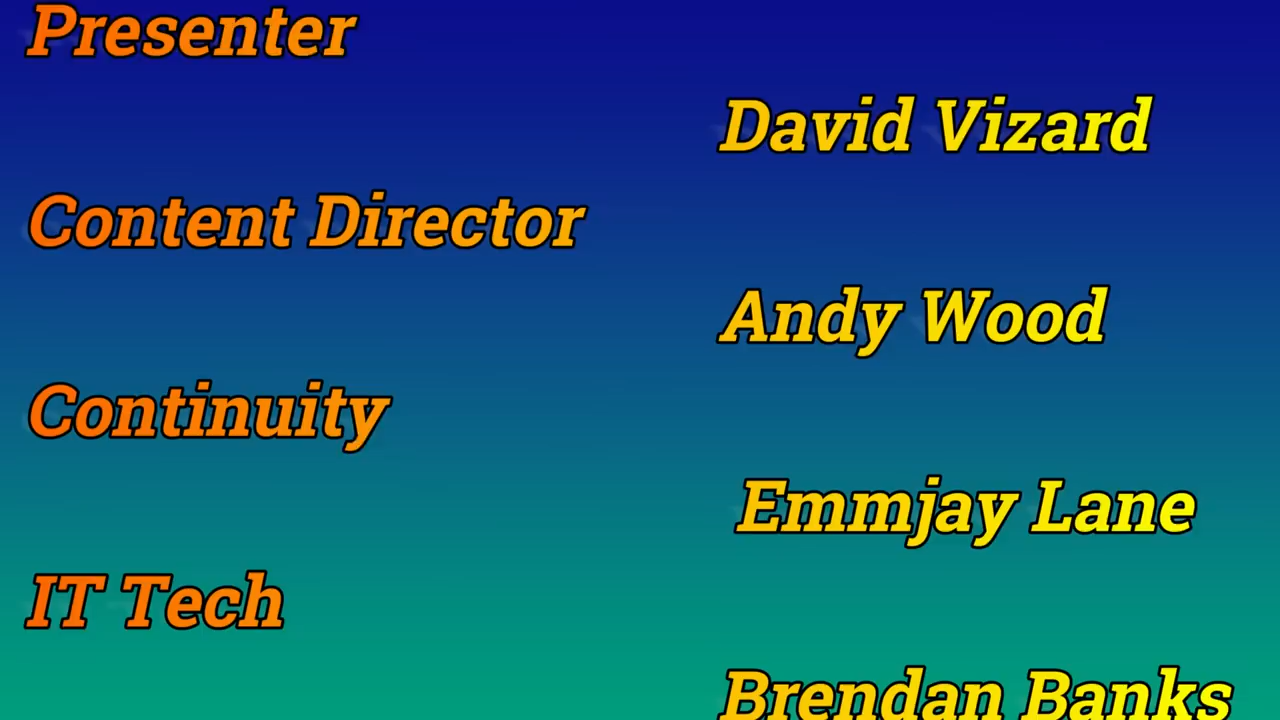 Presenter
David Vizard
Content Director
Andy Wood
Continuity
Emmjay Lane
IT Tech
Brendan Banks